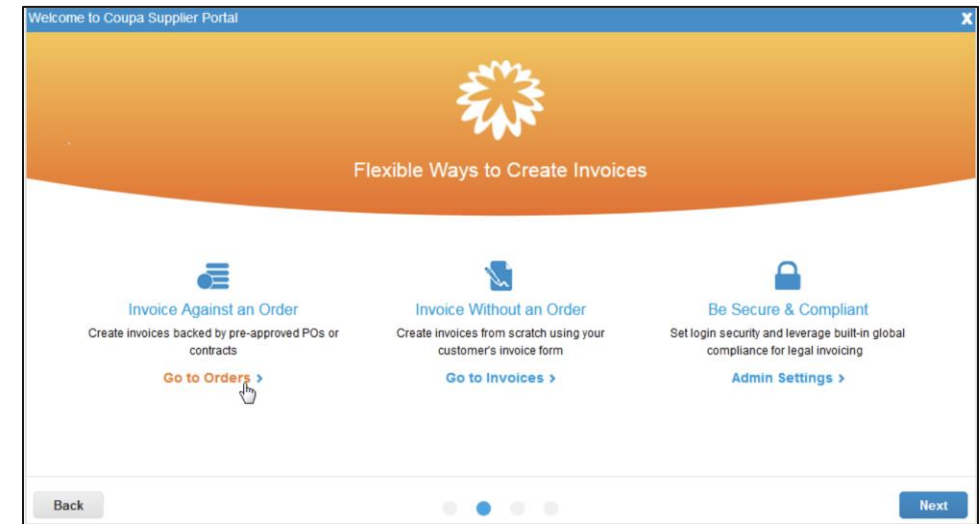 Welcome to Coupa Supplier Portal
X
Flexible Ways to Create Invoices
Invoice Against an Order
Create invoices backed by pre-approved POs or
contracts
Go to Orders >
Invoice Without an Order
Create invoices from scratch using your
customer's invoice form
Go to Invoices >
Be Secure & Compliant
Set login security and leverage built-in global
compliance for legal invoicing
Admin Settings >
Back
Next